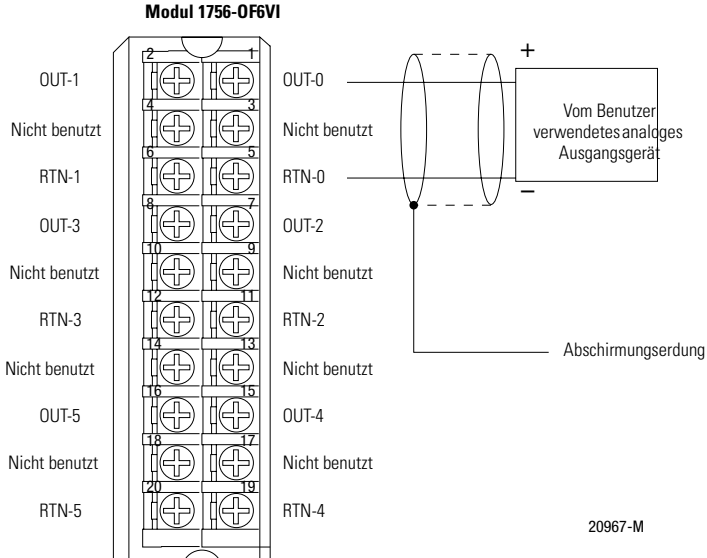 Modul 1756-OF6VI
2 1
OUT-1 OUT-0
4 3
Nicht benutzt Nicht benutzt
6 5
RTN-1 RTN-0
8 7
OUT-3 OUT-2
10 9
Nicht benutzt Nicht benutzt
12 11
RTN-3 RTN-2
14 13
Nicht benutzt Nicht benutzt
16 15
OUT-5 OUT-4
18 17
Nicht benutzt Nicht benutzt
20 19
RTN-5 RTN-4
+
Vom Benutzer
verwendetes analoges
Ausgangsgerät
–
Abschirmungserdung
20967-M